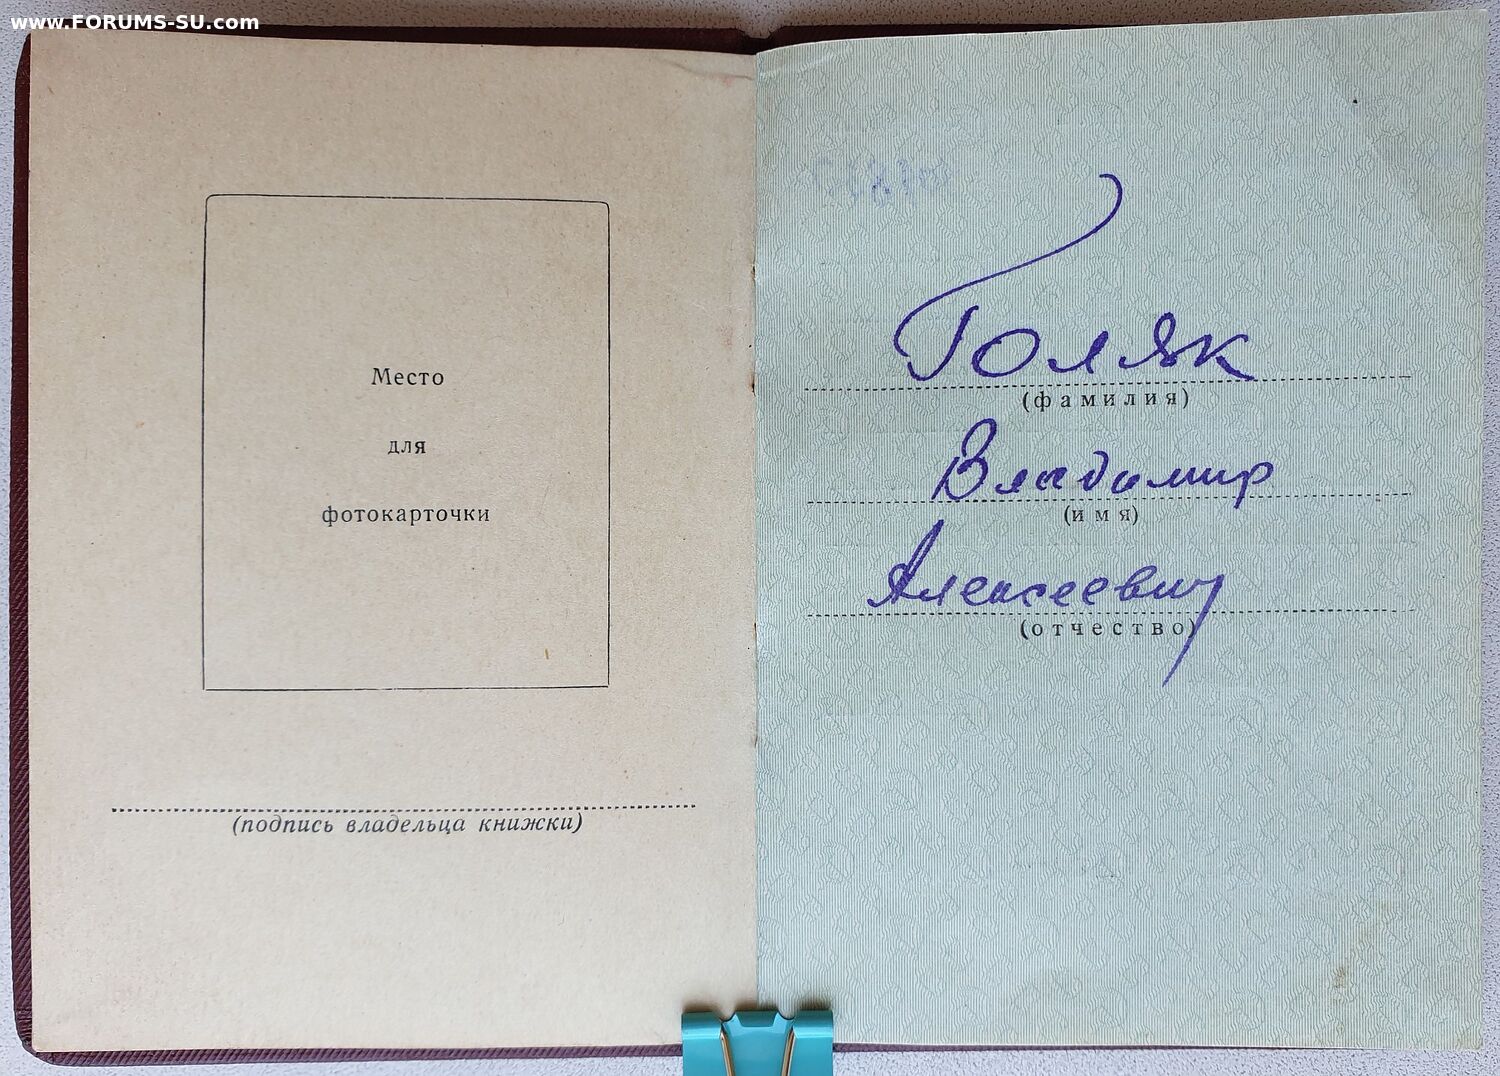 www.FORUMS-SU.com
Место
для
фотокарточки
(подпись владельца книжки)
Голяк
(фамилия)
Владимир
(имя)
Алексеевич
(отчество)